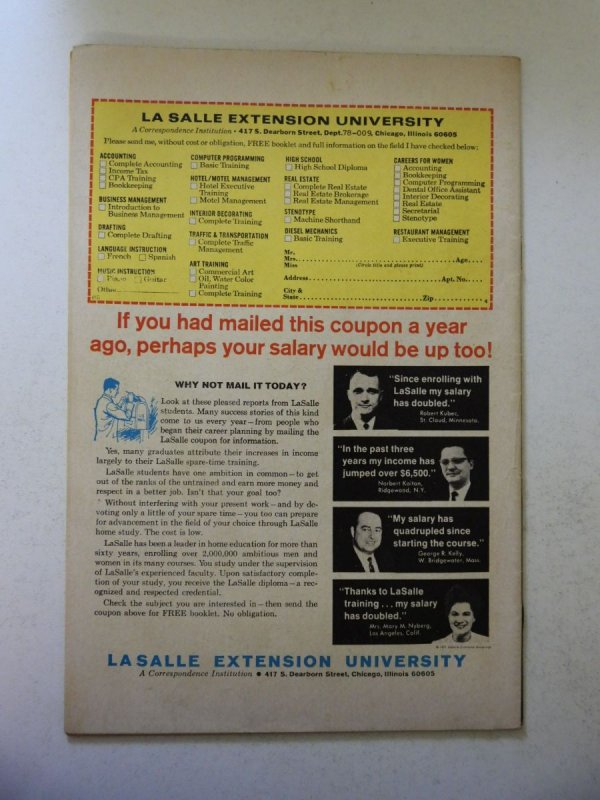 LA SALLE EXTENSION UNIVERSITY
A Correspondence Institution • 417 S. Dearborn Street, Dept. 78-009, Chicago, Illinois 60605
Please send me, without cost or obligation, FREE booklet and full information on the field I have checked below:
ACCOUNTING
Complete Accounting
Income Tax
CPA Training
Bookkeeping
BUSINESS MANAGEMENT
Introduction to
Business Management
DRAFTING
Complete Drafting
LANGUAGE INSTRUCTION
French Spanish
MUSIC INSTRUCTION
Piano Guitar
Other
COMPUTER PROGRAMMING
Basic Training
HOTEL/MOTEL MANAGEMENT
Hotel Executive
Training
Motel Management
INTERIOR DECORATING
Complete Training
TRAFFIC & TRANSPORTATION
Complete Traffic
Management
ART TRAINING
Commercial Art
Oil, Water Color
Painting
Complete Training
HIGH SCHOOL
High School Diploma
REAL ESTATE
Complete Real Estate
Real Estate Brokerage
Real Estate Management
STENOTYPE
Machine Shorthand
DIESEL MECHANICS
Basic Training
CAREERS FOR WOMEN
Accounting
Bookkeeping
Computer Programming
Dental Office Assistant
Interior Decorating
Real Estate
Secretarial
Stenotype
RESTAURANT MANAGEMENT
Executive Training
Mr.
Mrs. Age
Miss (Circle title and please print)
Address Apt. No.
City &
State Zip
If you had mailed this coupon a year
ago, perhaps your salary would be up too!
WHY NOT MAIL IT TODAY?
Look at these pleased reports from LaSalle
students. Many success stories of this kind
come to us every year—from people who
began their career planning by mailing the
LaSalle coupon for information.
Yes, many graduates attribute their increases in income
largely to their LaSalle spare-time training.
LaSalle students have one ambition in common—to get
out of the ranks of the untrained and earn more money and
respect in a better job. Isn't that your goal too?
Without interfering with your present work—and by de-
voting only a little of your spare time—you too can prepare
for advancement in the field of your choice through LaSalle
home study. The cost is low.
LaSalle has been a leader in home education for more than
sixty years, enrolling over 2,000,000 ambitious men and
women in its many courses. You study under the supervision
of LaSalle's experienced faculty. Upon satisfactory comple-
tion of your study, you receive the LaSalle diploma—a rec-
ognized and respected credential.
Check the subject you are interested in—then send the
coupon above for FREE booklet. No obligation.
"Since enrolling with
LaSalle my salary
has doubled."
Robert Kuber,
St. Cloud, Minnesota.
"In the past three
years my income has
jumped over $6,500."
Norbert Kaitan,
Ridgewood, N.Y.
"My salary has
quadrupled since
starting the course."
George R. Kelly,
W. Bridgewater, Mass.
"Thanks to LaSalle
training . . . my salary
has doubled."
Mrs. Mary M. Nyberg,
Los Angeles, Calif.
LA SALLE EXTENSION UNIVERSITY
A Correspondence Institution • 417 S. Dearborn Street, Chicago, Illinois 60605